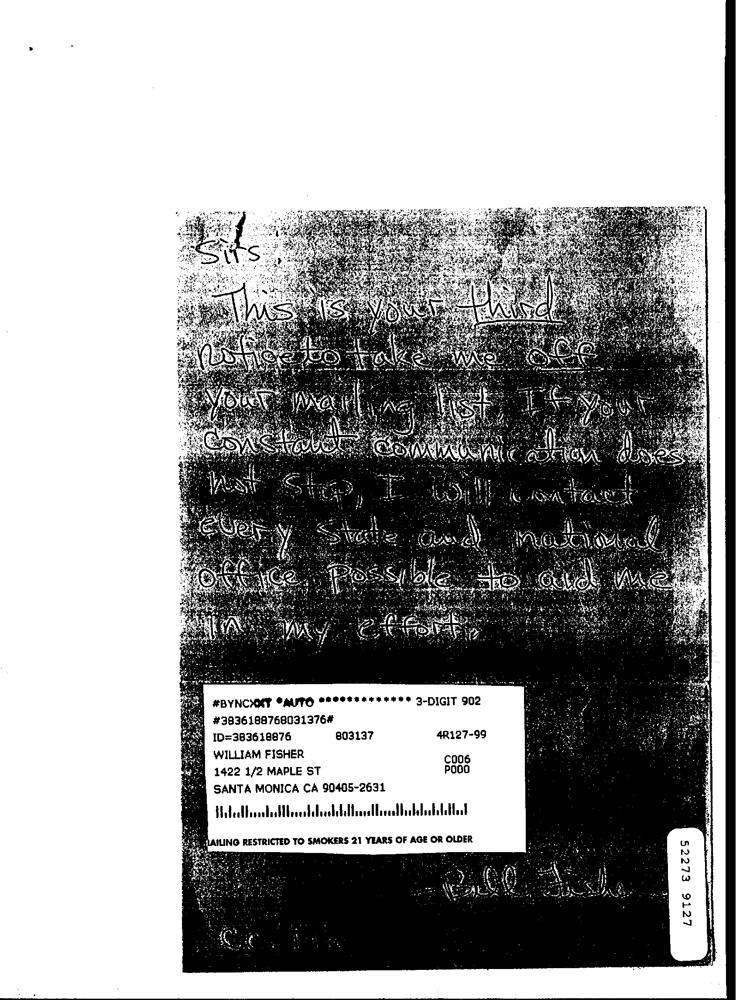 Sirs,
This is your third
notice to take me off
your mailing list. If your
constant communication does
not stop, I will contact
every state and national
office possible to aid me
in my effort.
#BYNCXXT *AUTO ************* 3-DIGIT 902
#3836188768031376#
ID=383618876 803137 4R127-99
WILLIAM FISHER C006
1422 1/2 MAPLE ST P000
SANTA MONICA CA 90405-2631
AILING RESTRICTED TO SMOKERS 21 YEARS OF AGE OR OLDER
Bill Fisher
52273 9127